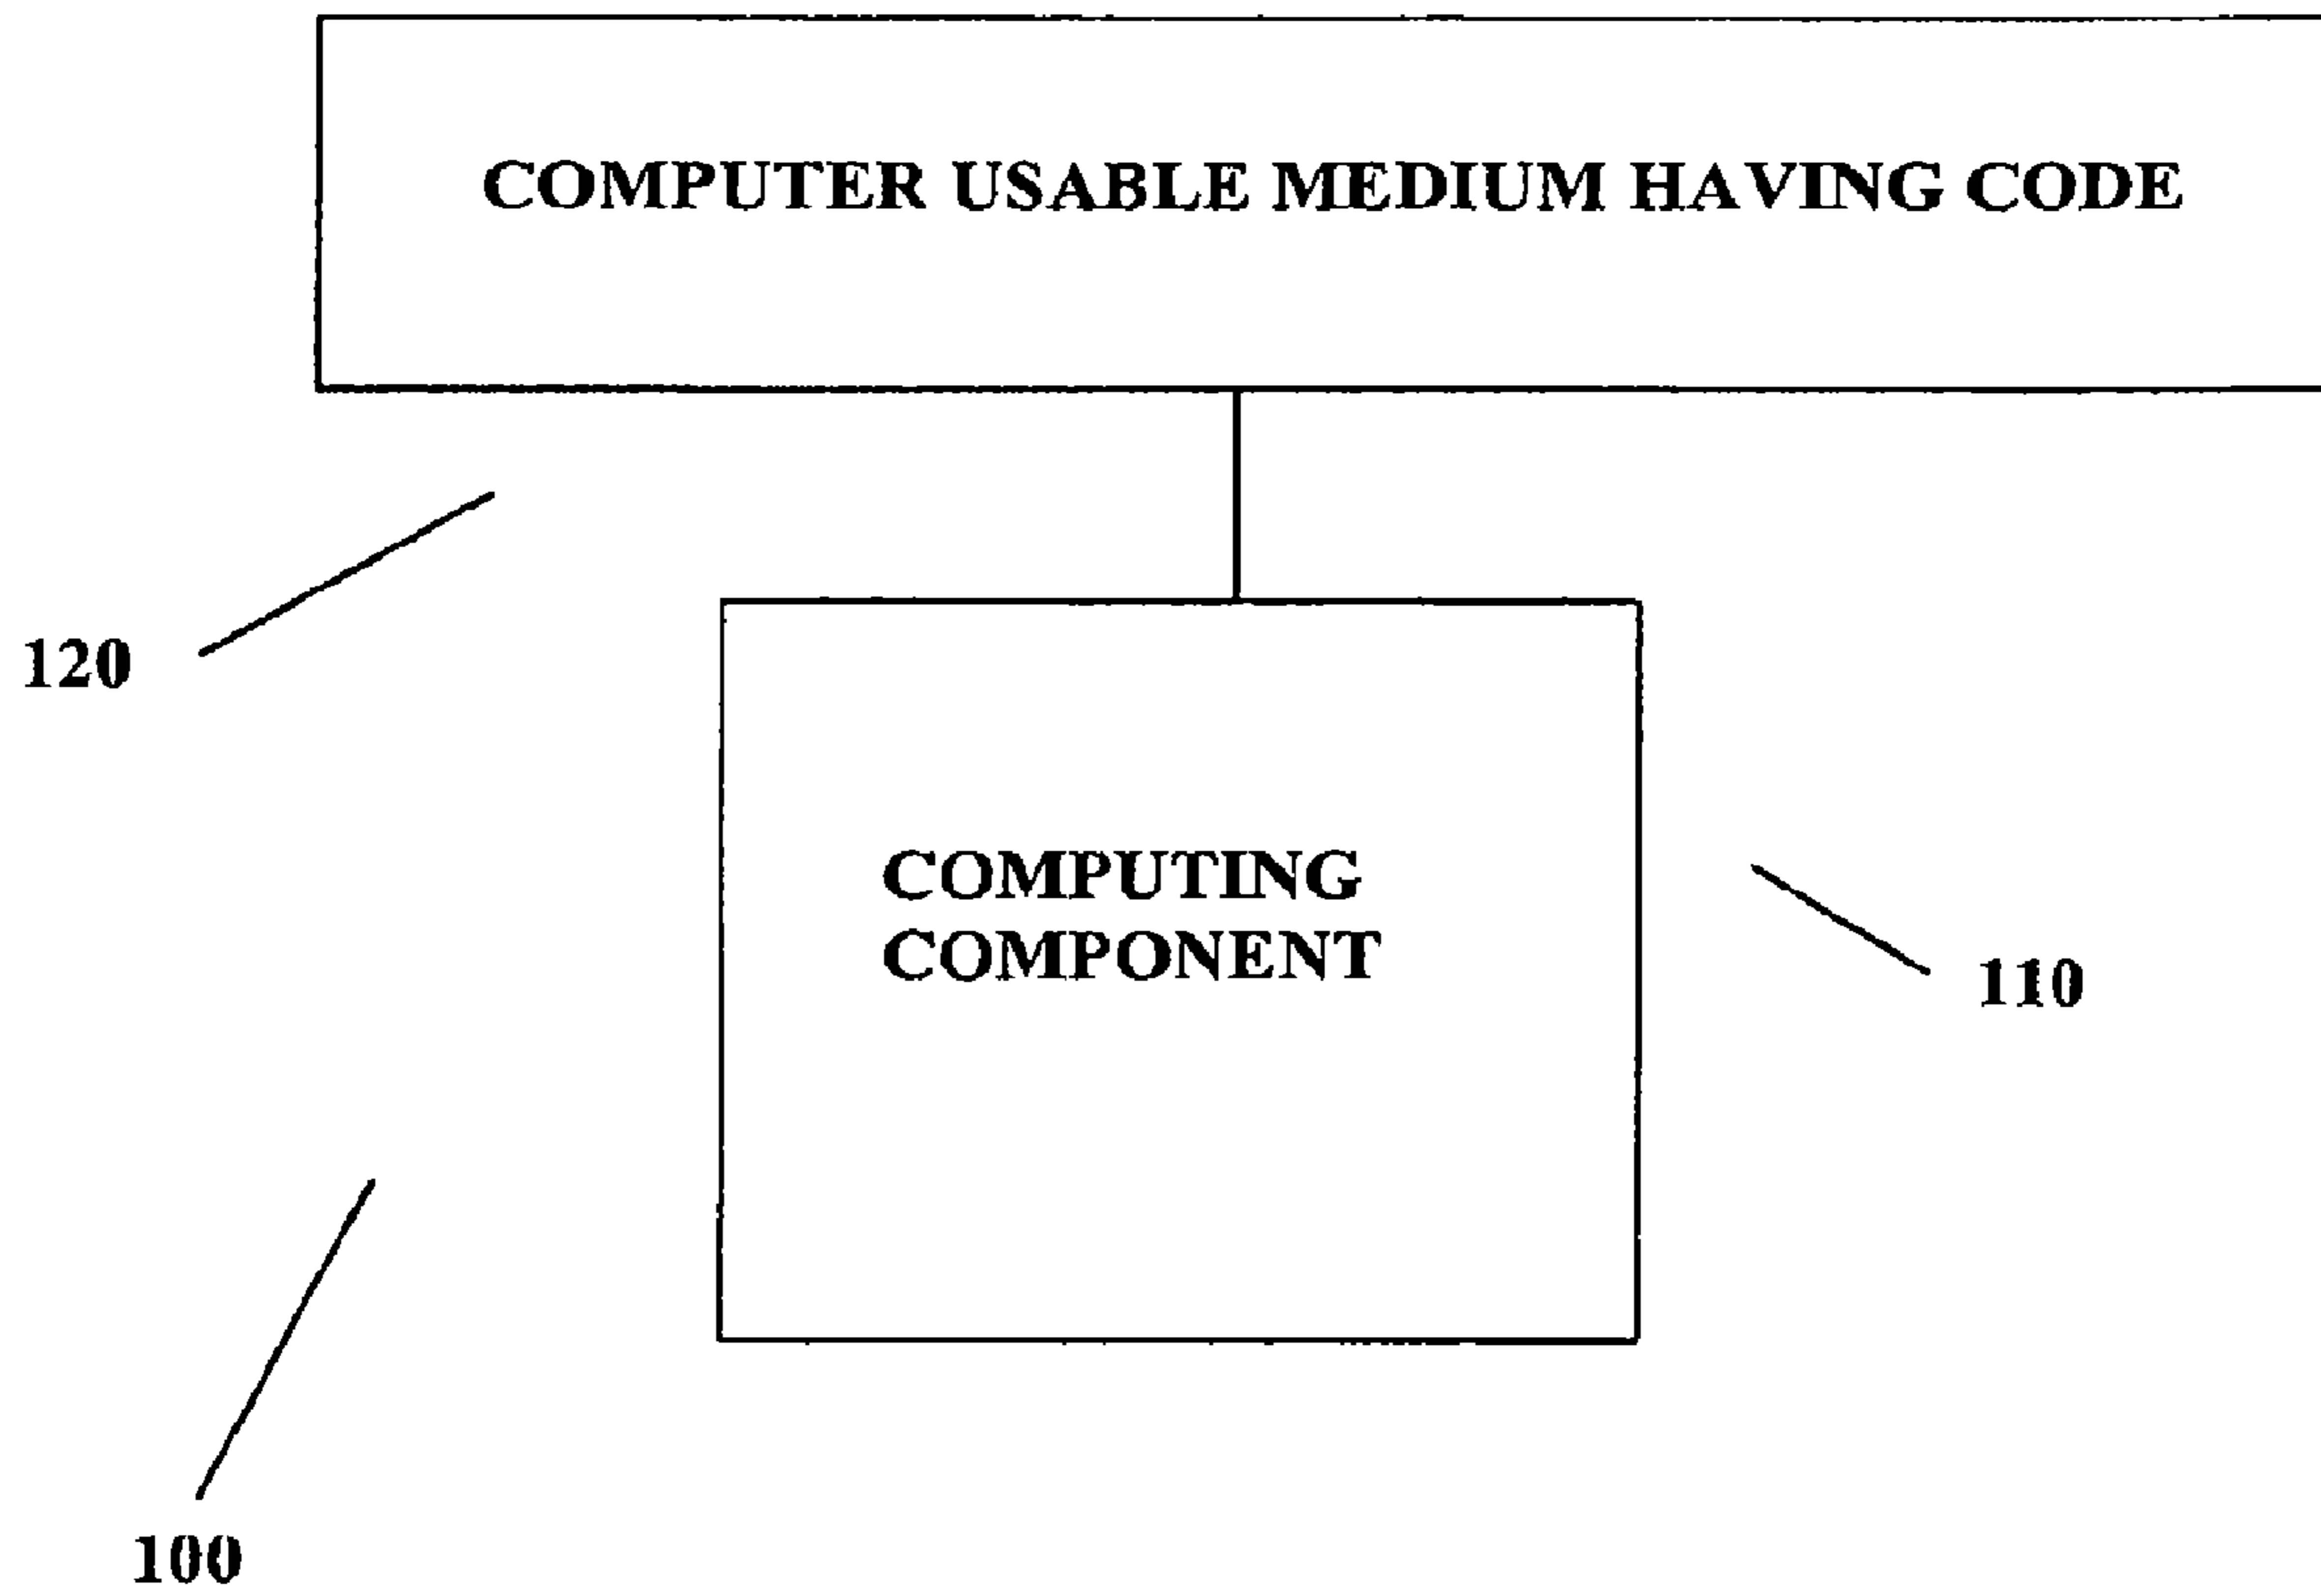 COMPUTER USABLE MEDIUM HAVING CODE
120
COMPUTING
COMPONENT
110
100